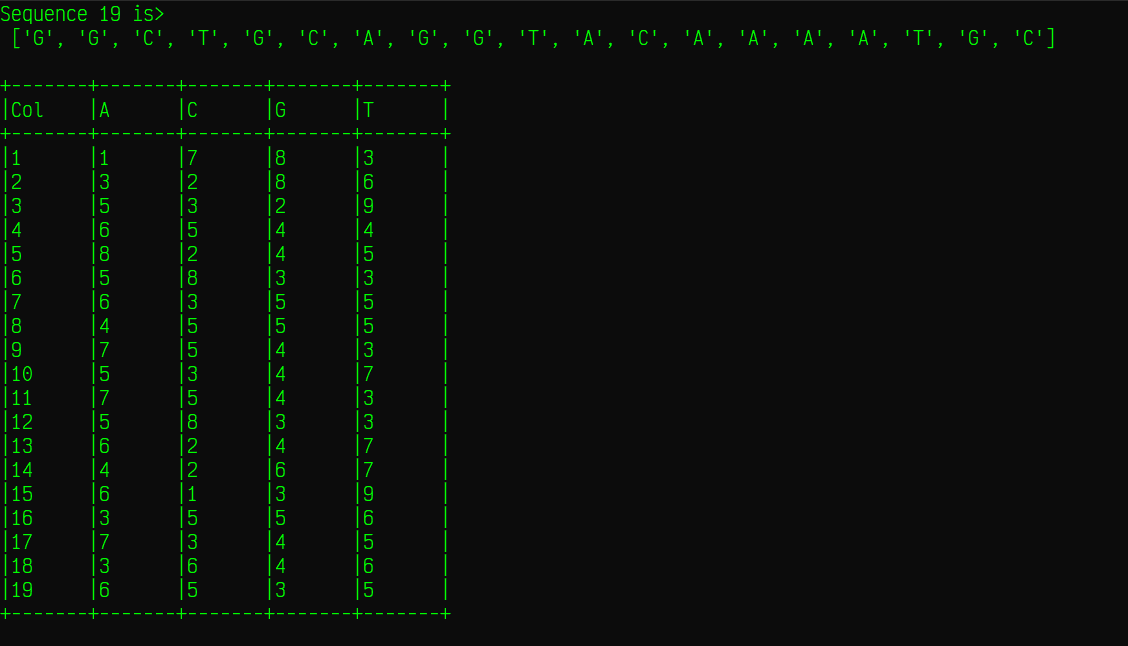 Sequence 19 is>
['G', 'G', 'C', 'T', 'G', 'C', 'A', 'G', 'G', 'T', 'A', 'C', 'A', 'A', 'A', 'A', 'T', 'G', 'C']
+-------+-------+-------+-------+-------+
|Col    |A      |C      |G      |T      |
+-------+-------+-------+-------+-------+
|1      |1      |7      |8      |3      |
|2      |3      |2      |8      |6      |
|3      |5      |3      |2      |9      |
|4      |6      |5      |4      |4      |
|5      |8      |2      |4      |5      |
|6      |5      |8      |3      |3      |
|7      |6      |3      |5      |5      |
|8      |4      |5      |5      |5      |
|9      |7      |5      |4      |3      |
|10     |5      |3      |4      |7      |
|11     |7      |5      |4      |3      |
|12     |5      |8      |3      |3      |
|13     |6      |2      |4      |7      |
|14     |4      |2      |6      |7      |
|15     |6      |1      |3      |9      |
|16     |3      |5      |5      |6      |
|17     |7      |3      |4      |5      |
|18     |3      |6      |4      |6      |
|19     |6      |5      |3      |5      |
+-------+-------+-------+-------+-------+